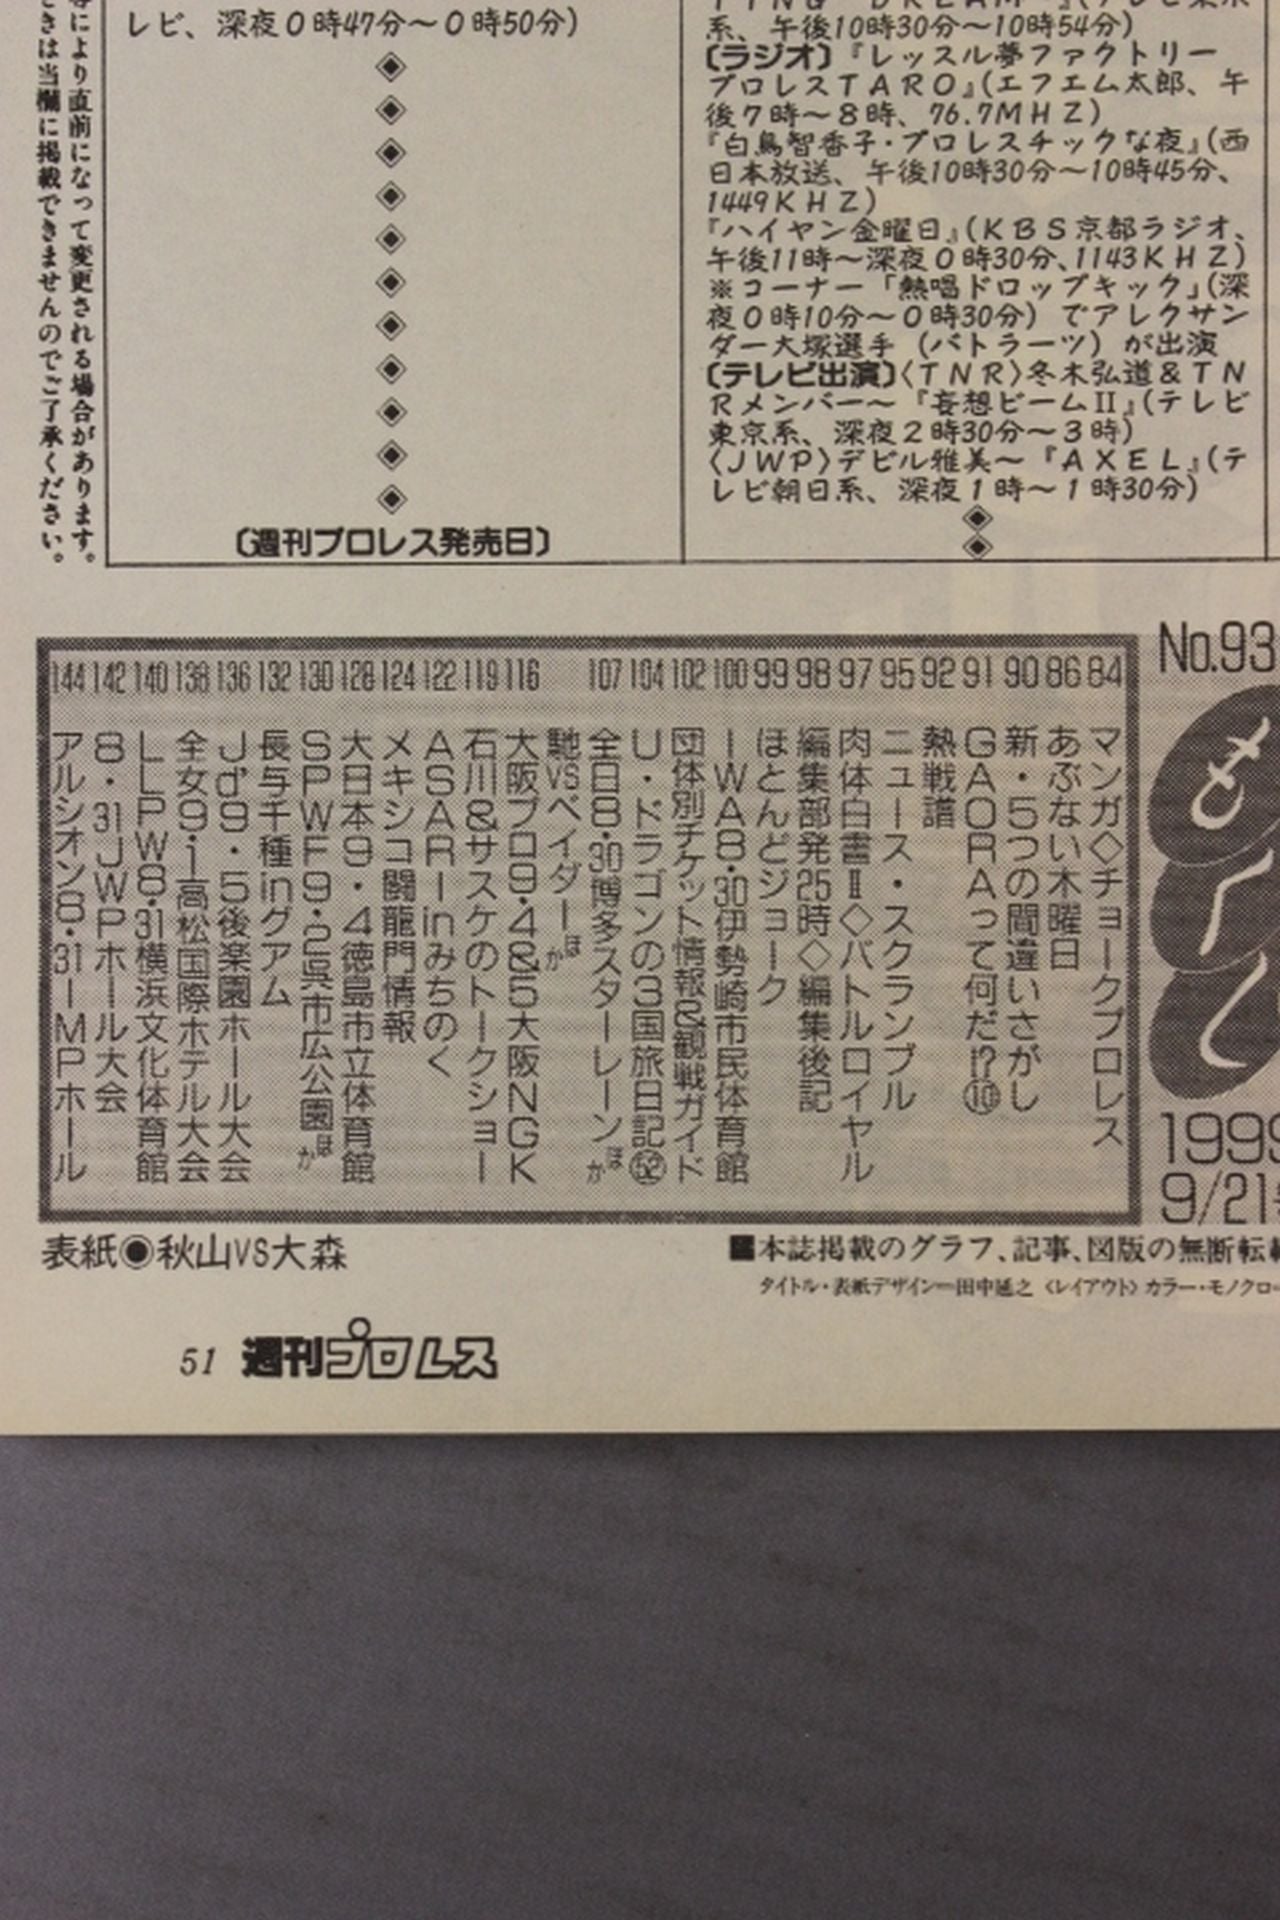 により直前になって変更される場合があります。
きは当欄に掲載できませんのでご了承ください。
レビ、深夜0時47分〜0時50分)
◈
◈
◈
◈
◈
◈
◈
◈
◈
◈
◈
〔週刊プロレス発売日〕
系、午後10時30分〜10時54分)
〔ラジオ〕『レッスル夢ファクトリー
プロレスTARO』(エフエム太郎、午
後7時〜8時、76.7MHZ)
『白鳥智香子・プロレスチックな夜』(西
日本放送、午後10時30分〜10時45分、
1449KHZ)
『ハイヤン金曜日』(KBS京都ラジオ、
午後11時〜深夜0時30分、1143KHZ)
※コーナー「熱唱ドロップキック」(深
夜0時10分〜0時30分)でアレクサン
ダー大塚選手(バトラーツ)が出演
〔テレビ出演〕〈TNR〉冬木弘道&TN
Rメンバー〜『妄想ビームⅡ』(テレビ
東京系、深夜2時30分〜3時)
〈JWP〉デビル雅美〜『AXEL』(テ
レビ朝日系、深夜1時〜1時30分)
◈
◈
No.93
もくじ
1999
9/21
84 マンガ◇チョークプロレス
86 あぶない木曜日
90 新・5つの間違いさがし
91 GAORAって何だ!?⑩
92 熱戦譜
95 ニュース・スクランブル
97 肉体白書Ⅱ◇バトルロイヤル
98 編集部発25時◇編集後記
99 ほとんどジョーク
100 IWA8・30伊勢崎市民体育館
102 団体別チケット情報&観戦ガイド
104 U・ドラゴンの3国旅日記㊾
107 全日8・30博多スターレーンほか
馳VSベイダーほか
116 大阪プロ9・4&5大阪NGK
119 石川&サスケのトークショー
122 ASARIinみちのく
124 メキシコ闘龍門情報
128 大日本9・4徳島市立体育館
130 SPWF9・2呉市広公園ほか
132 長与千種inグアム
136 Jd'9・5後楽園ホール大会
138 全女9・1高松国際ホテル大会
140 LLPW8・31横浜文化体育館
142 8・31JWPホール大会
144 アルシオン8・31IMPホール
表紙◉秋山VS大森
■本誌掲載のグラフ、記事、図版の無断転載
タイトル・表紙デザイン=田中延之〈レイアウト〉カラー・モノクロ
51 週刊プロレス